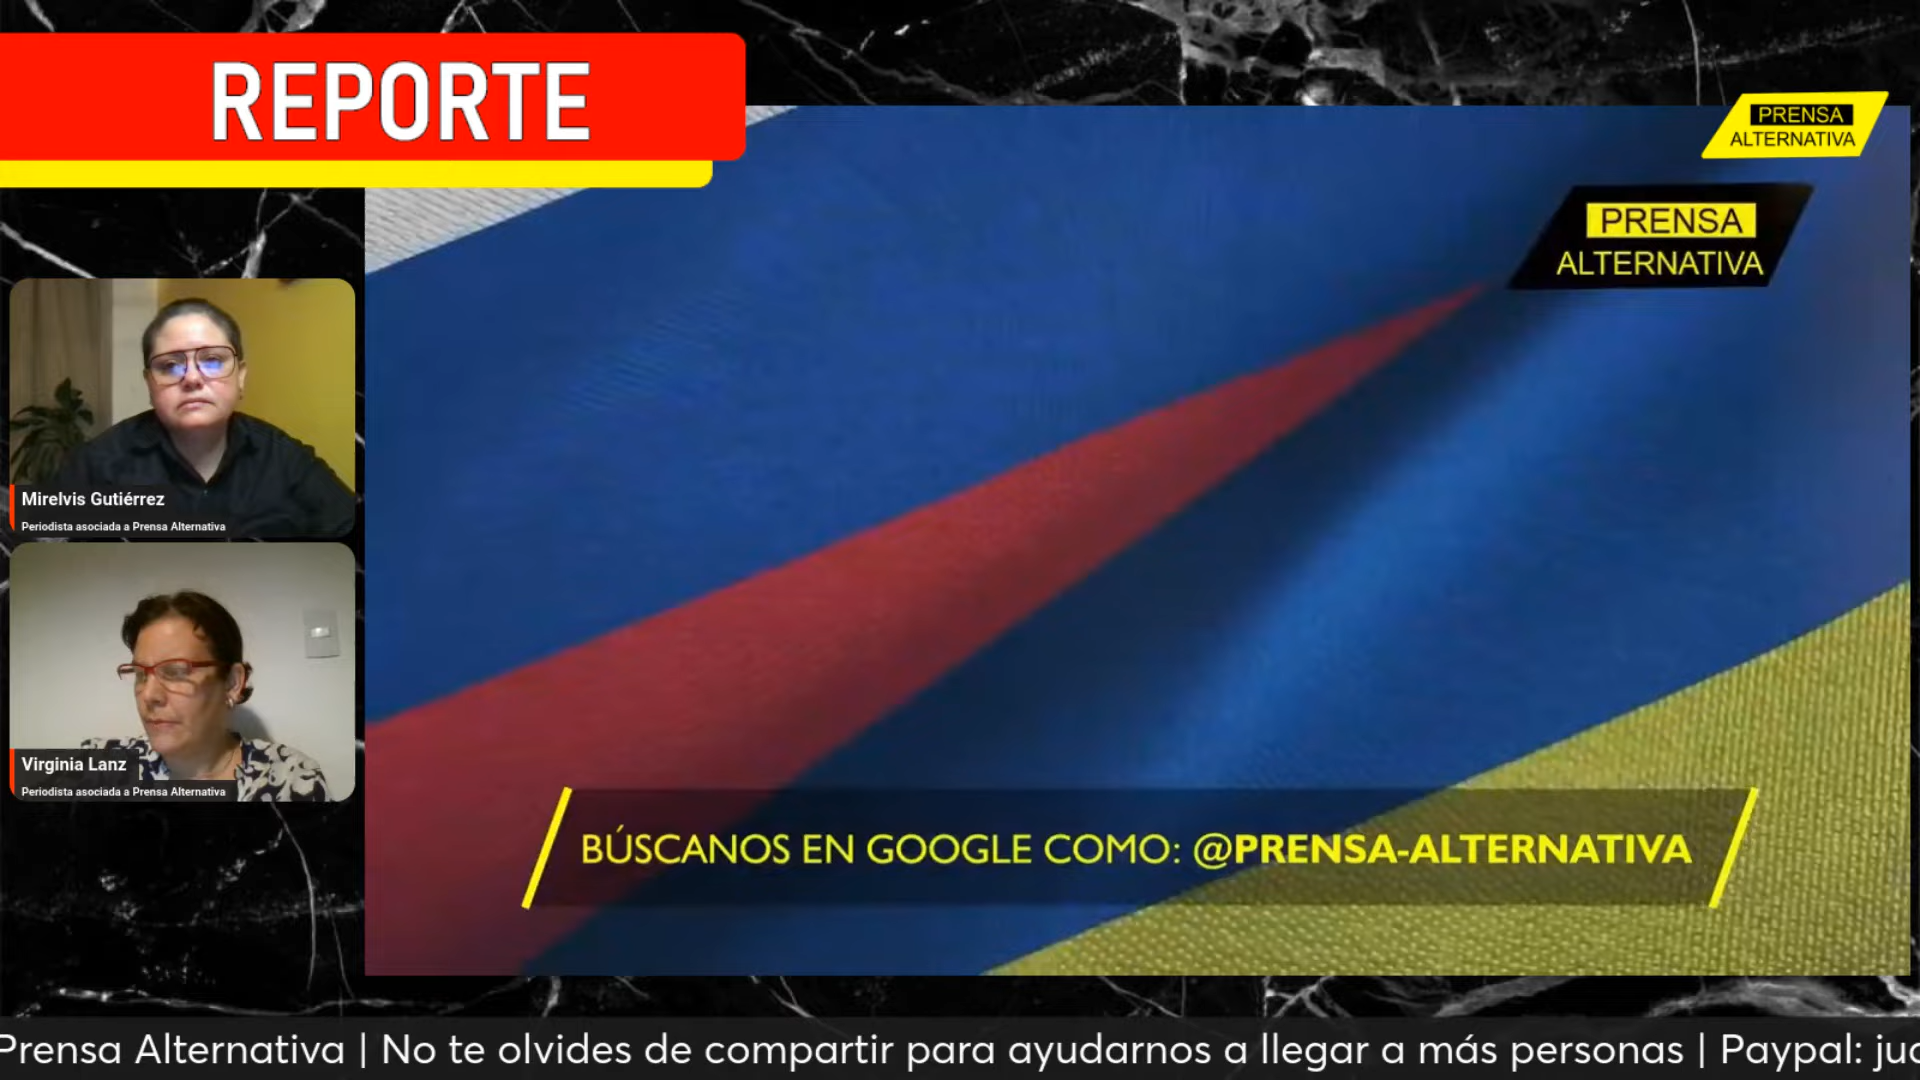 REPORTE
PRENSA
ALTERNATIVA
PRENSA
ALTERNATIVA
Mirelvis Gutiérrez
Periodista asociada a Prensa Alternativa
Virginia Lanz
Periodista asociada a Prensa Alternativa
BÚSCANOS EN GOOGLE COMO: @PRENSA-ALTERNATIVA
Prensa Alternativa | No te olvides de compartir para ayudarnos a llegar a más personas | Paypal: